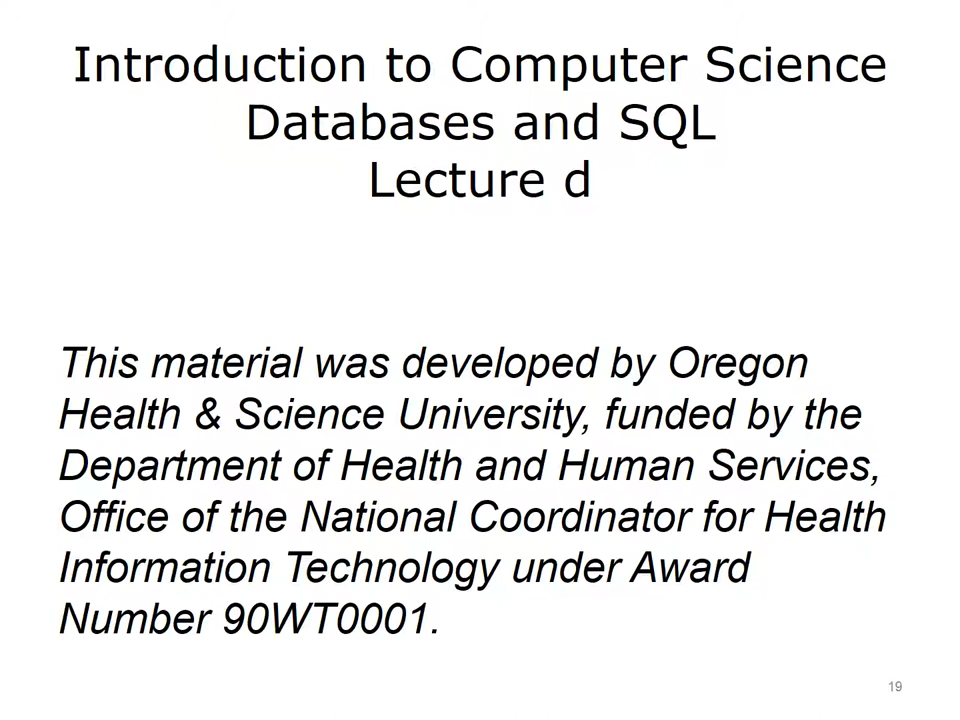 Introduction to Computer Science
Databases and SQL
Lecture d
This material was developed by Oregon
Health & Science University, funded by the
Department of Health and Human Services,
Office of the National Coordinator for Health
Information Technology under Award
Number 90WT0001.
19